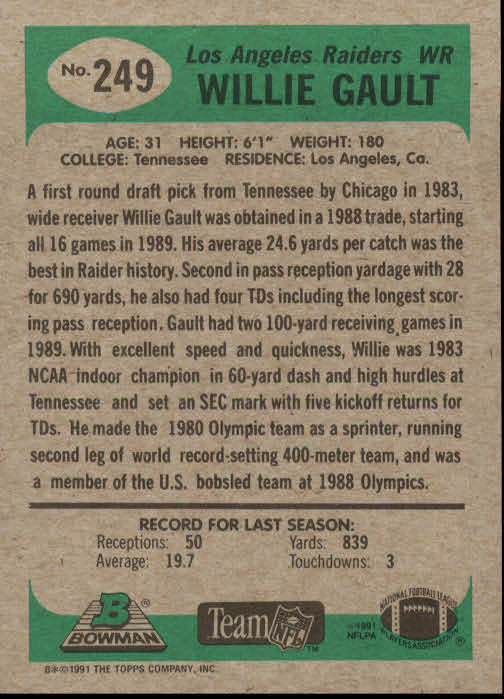 No. 249
Los Angeles Raiders WR
WILLIE GAULT
AGE: 31 HEIGHT: 6'1" WEIGHT: 180
COLLEGE: Tennessee RESIDENCE: Los Angeles, Ca.
A first round draft pick from Tennessee by Chicago in 1983,
wide receiver Willie Gault was obtained in a 1988 trade, starting
all 16 games in 1989. His average 24.6 yards per catch was the
best in Raider history. Second in pass reception yardage with 28
for 690 yards, he also had four TDs including the longest scor-
ing pass reception. Gault had two 100-yard receiving games in
1989. With excellent speed and quickness, Willie was 1983
NCAA indoor champion in 60-yard dash and high hurdles at
Tennessee and set an SEC mark with five kickoff returns for
TDs. He made the 1980 Olympic team as a sprinter, running
second leg of world record-setting 400-meter team, and was
a member of the U.S. bobsled team at 1988 Olympics.
RECORD FOR LAST SEASON:
Receptions: 50 Yards: 839
Average: 19.7 Touchdowns: 3
B ®
BOWMAN
Team NFL ™
©1991
NFLPA
NATIONAL FOOTBALL LEAGUE
PLAYERS ASSOCIATION ®
B®©1991 THE TOPPS COMPANY, INC.